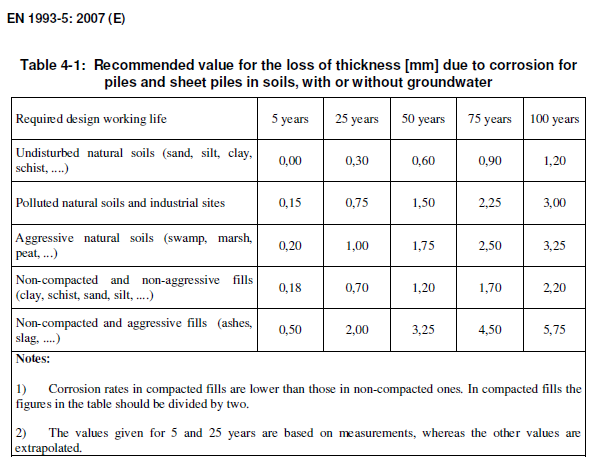 EN 1993-5: 2007 (E)
Table 4-1: Recommended value for the loss of thickness [mm] due to corrosion for
piles and sheet piles in soils, with or without groundwater
Required design working life 5 years 25 years 50 years 75 years 100 years
Undisturbed natural soils (sand, silt, clay,
schist, ....) 0,00 0,30 0,60 0,90 1,20
Polluted natural soils and industrial sites 0,15 0,75 1,50 2,25 3,00
Aggressive natural soils (swamp, marsh,
peat, ...) 0,20 1,00 1,75 2,50 3,25
Non-compacted and non-aggressive fills
(clay, schist, sand, silt, ....) 0,18 0,70 1,20 1,70 2,20
Non-compacted and aggressive fills (ashes,
slag, ....) 0,50 2,00 3,25 4,50 5,75
Notes:
1) Corrosion rates in compacted fills are lower than those in non-compacted ones. In compacted fills the
figures in the table should be divided by two.
2) The values given for 5 and 25 years are based on measurements, whereas the other values are
extrapolated.